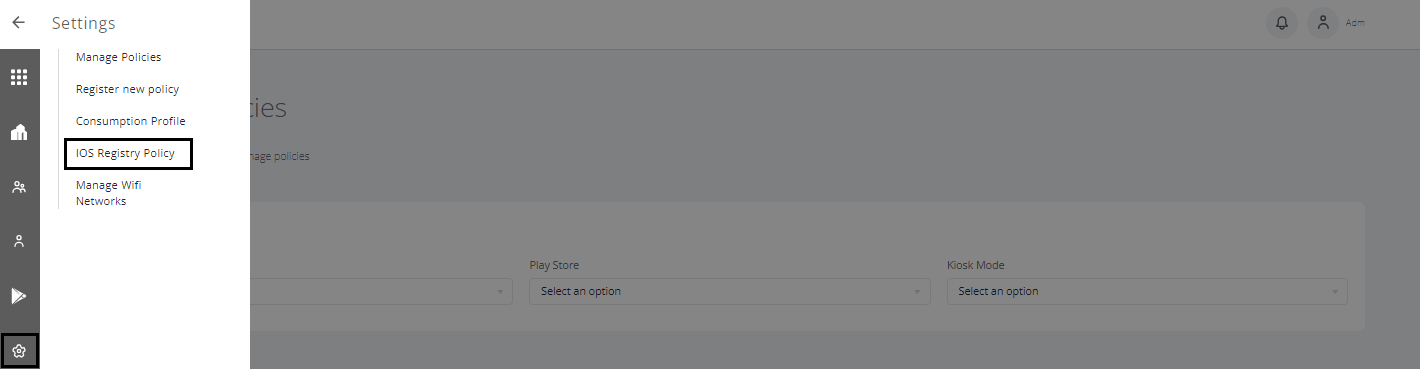 Settings
Adm
Manage Policies
Register new policy
cies
Consumption Profile
IOS Registry Policy
nage policies
Manage Wifi
Networks
Play Store
Kiosk Mode
Select an option
Select an option